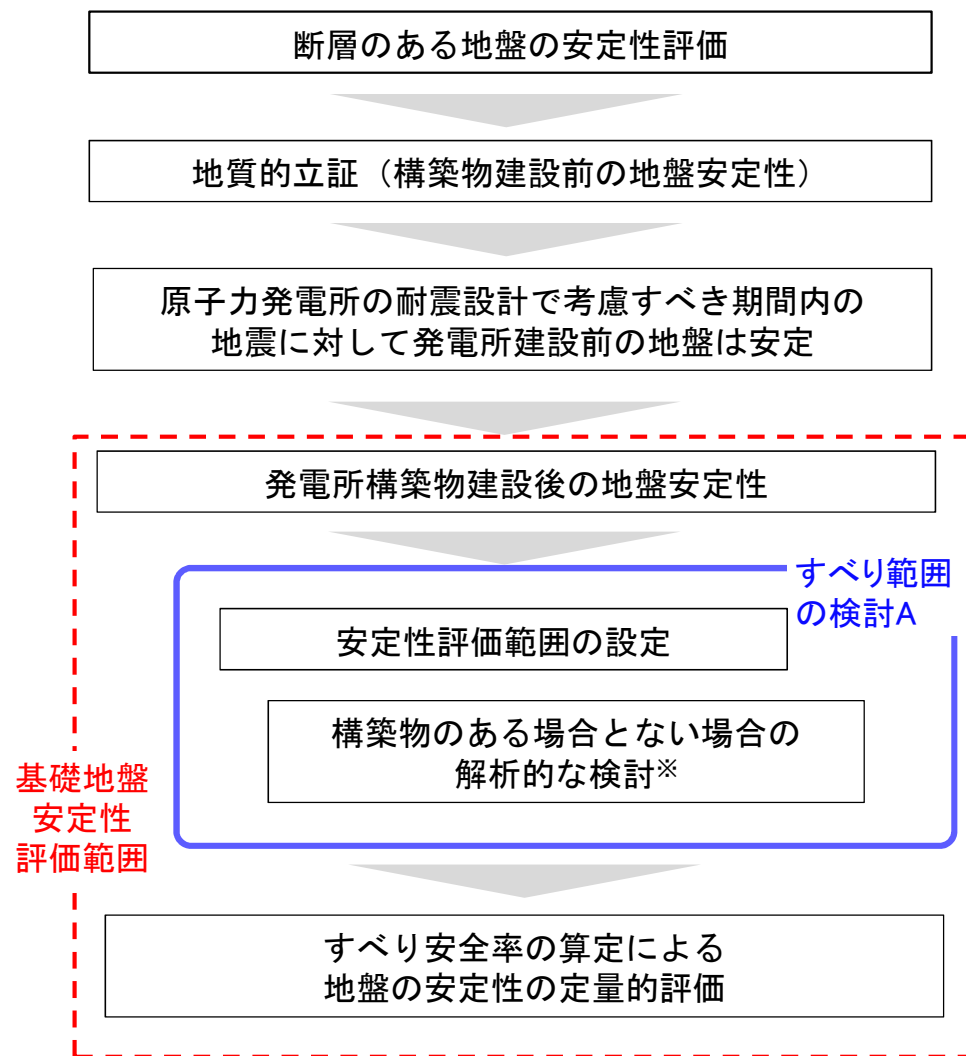 断層のある地盤の安定性評価
地質的立証（構築物建設前の地盤安定性）
原子力発電所の耐震設計で考慮すべき期間内の
地震に対して発電所建設前の地盤は安定
発電所構築物建設後の地盤安定性
すべり範囲
の検討A
安定性評価範囲の設定
構築物のある場合とない場合の
解析的な検討※
基礎地盤
安定性
評価範囲
すべり安全率の算定による
地盤の安定性の定量的評価